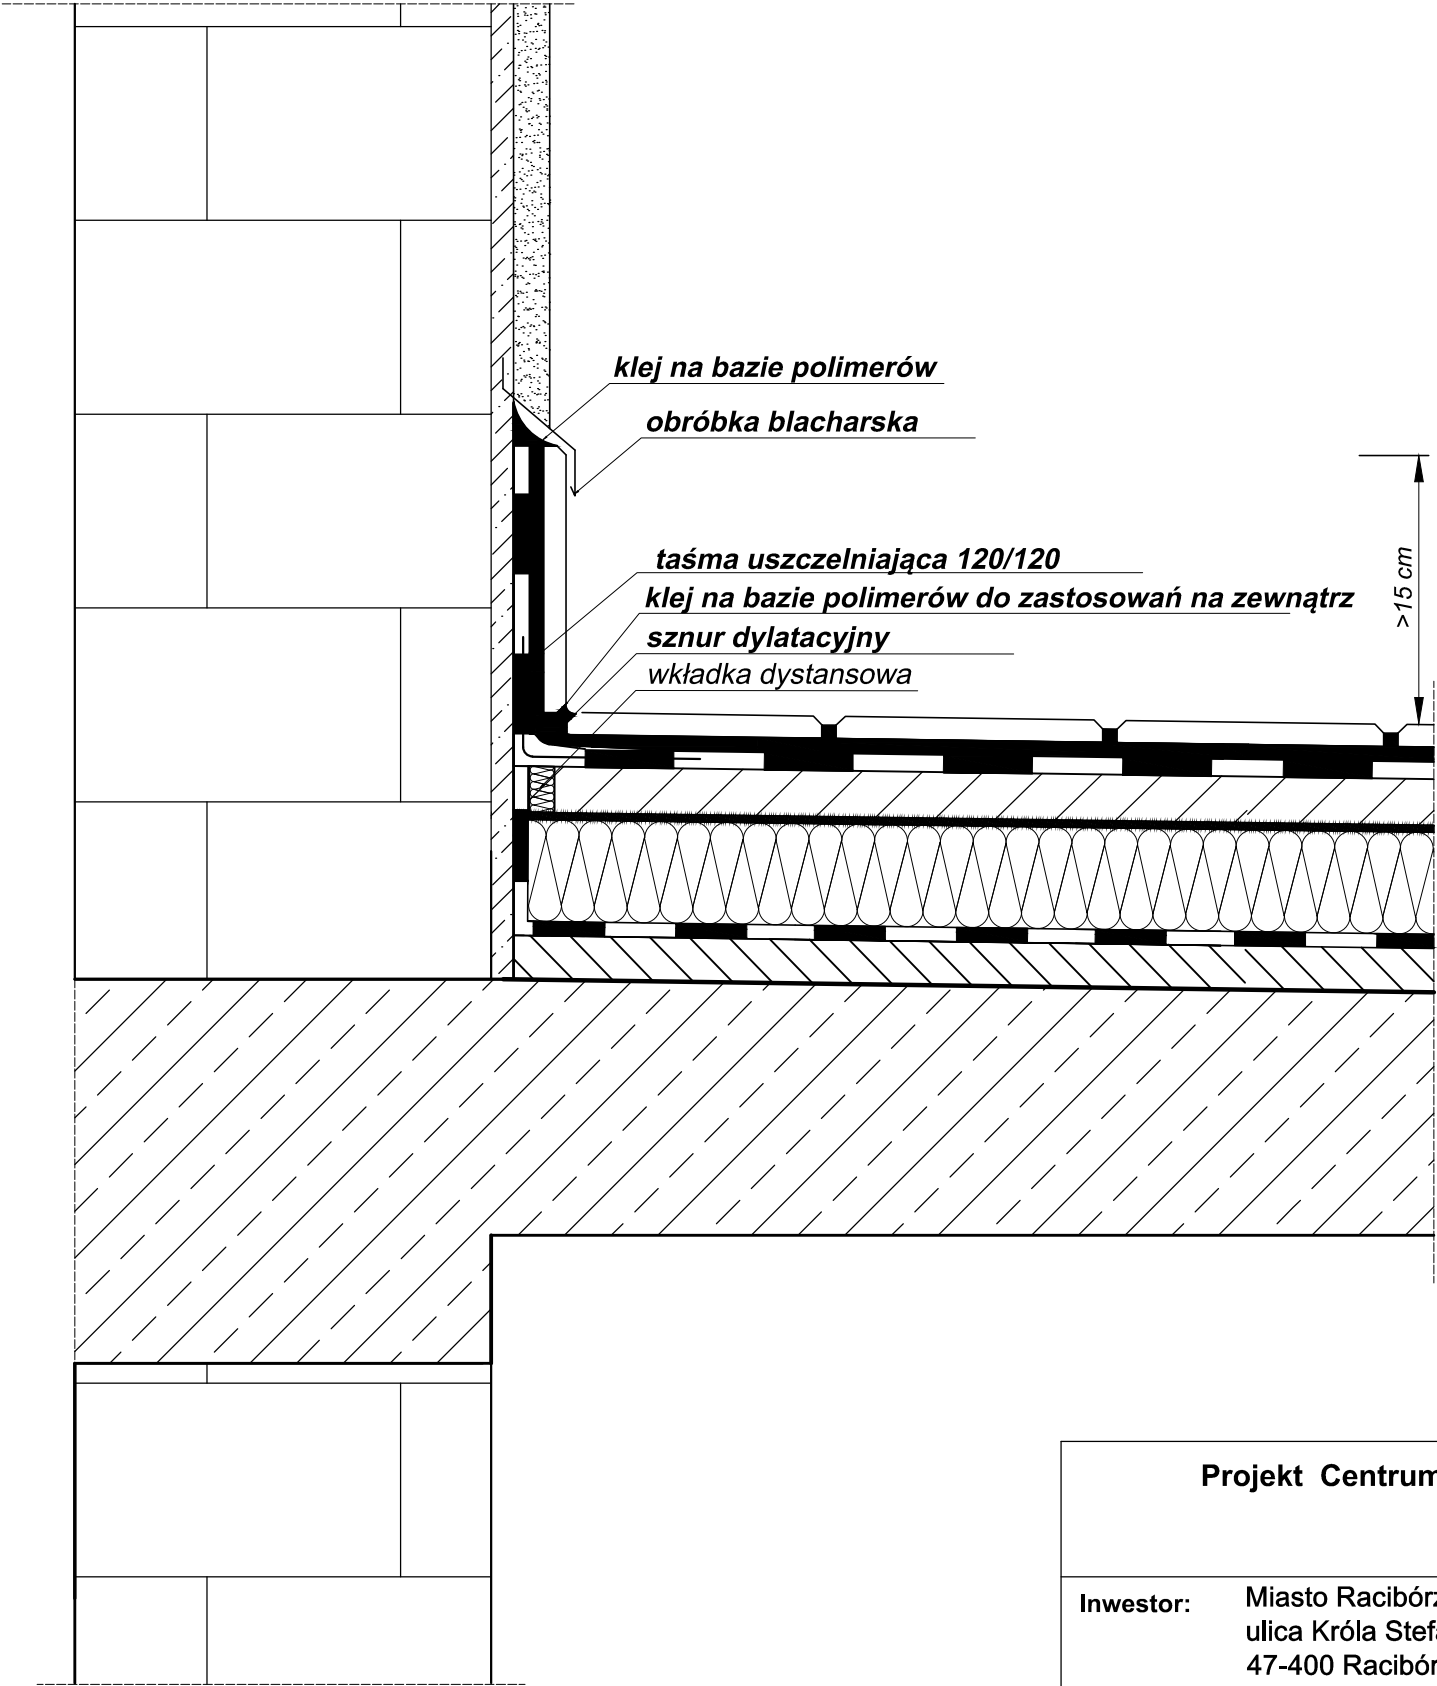 klej na bazie polimerów
obróbka blacharska
>15 cm
taśma uszczelniająca 120/120
klej na bazie polimerów do zastosowań na zewnątrz
sznur dylatacyjny
wkładka dystansowa
Projekt Centrum
Inwestor: Miasto Racibórz
ulica Króla Stefa
47-400 Racibór